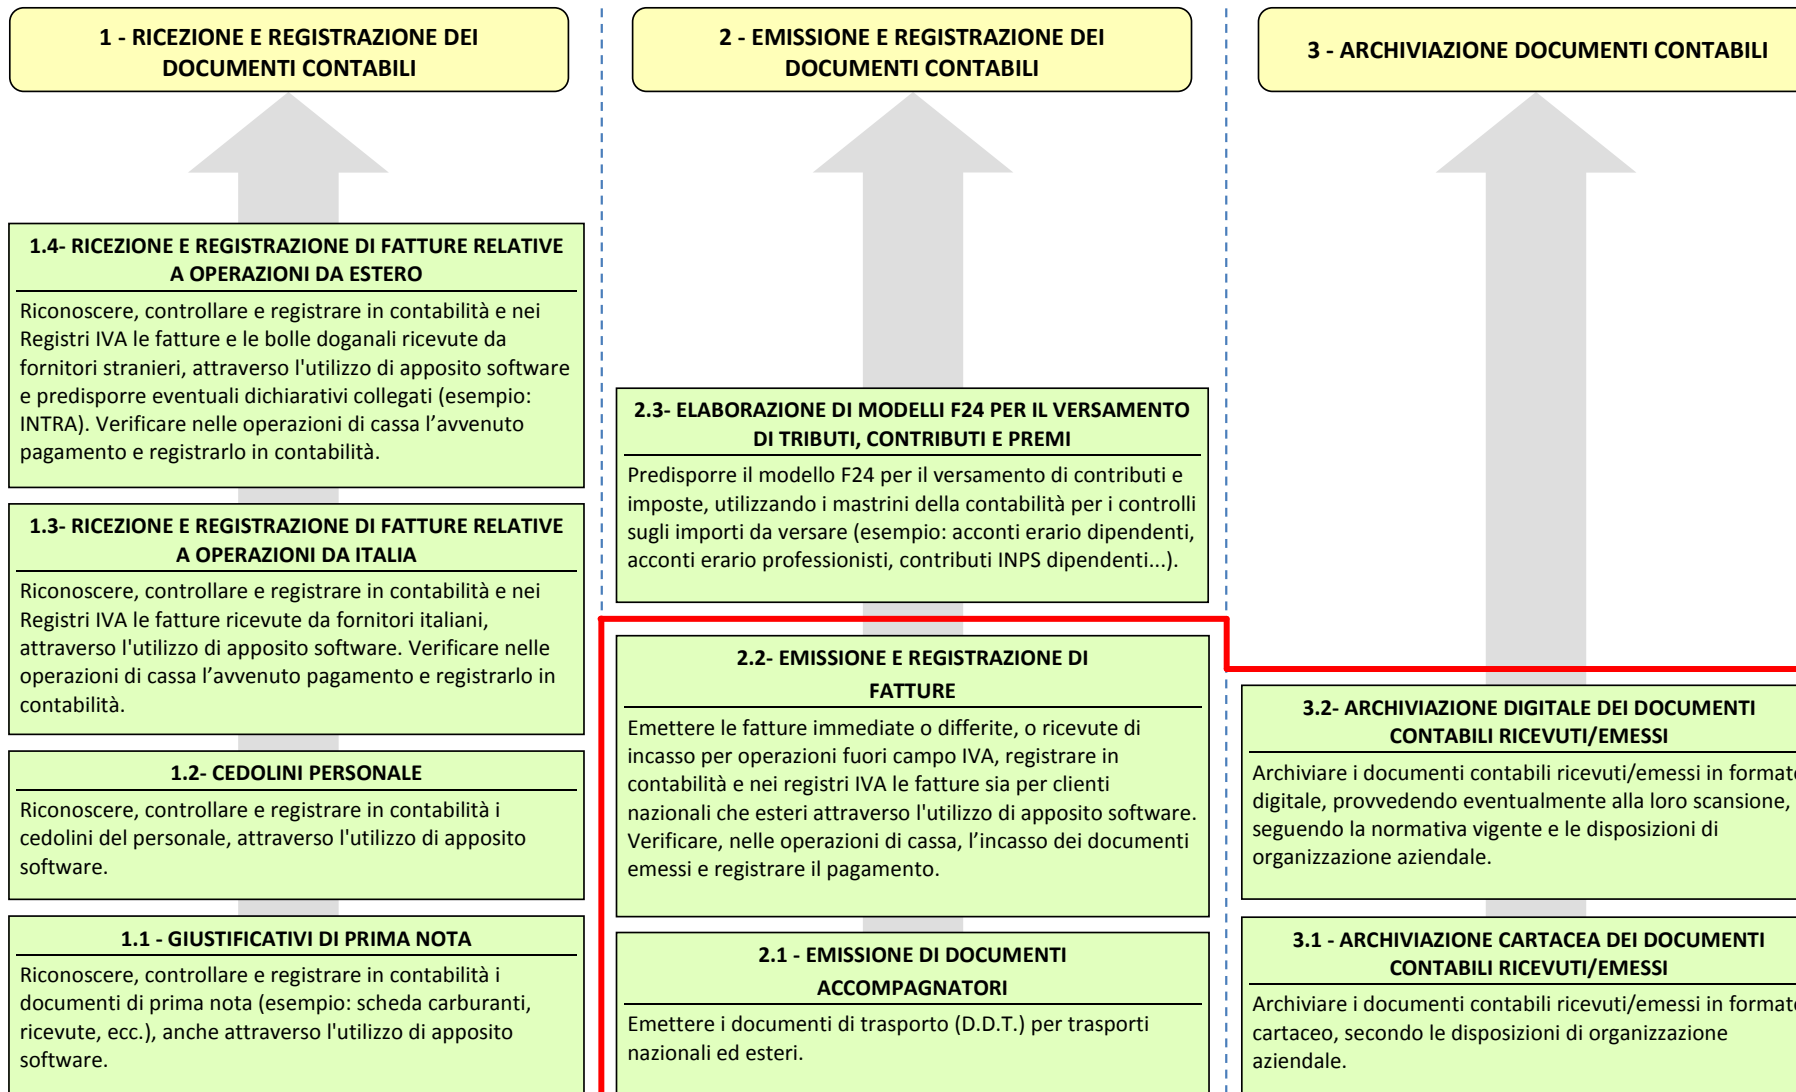 1 - RICEZIONE E REGISTRAZIONE DEI
DOCUMENTI CONTABILI
1.4- RICEZIONE E REGISTRAZIONE DI FATTURE RELATIVE
A OPERAZIONI DA ESTERO
Riconoscere, controllare e registrare in contabilità e nei
Registri IVA le fatture e le bolle doganali ricevute da
fornitori stranieri, attraverso l'utilizzo di apposito software
e predisporre eventuali dichiarativi collegati (esempio:
INTRA). Verificare nelle operazioni di cassa l’avvenuto
pagamento e registrarlo in contabilità.
1.3- RICEZIONE E REGISTRAZIONE DI FATTURE RELATIVE
A OPERAZIONI DA ITALIA
Riconoscere, controllare e registrare in contabilità e nei
Registri IVA le fatture ricevute da fornitori italiani,
attraverso l'utilizzo di apposito software. Verificare nelle
operazioni di cassa l’avvenuto pagamento e registrarlo in
contabilità.
1.2- CEDOLINI PERSONALE
Riconoscere, controllare e registrare in contabilità i
cedolini del personale, attraverso l'utilizzo di apposito
software.
1.1 - GIUSTIFICATIVI DI PRIMA NOTA
Riconoscere, controllare e registrare in contabilità i
documenti di prima nota (esempio: scheda carburanti,
ricevute, ecc.), anche attraverso l'utilizzo di apposito
software.
2 - EMISSIONE E REGISTRAZIONE DEI
DOCUMENTI CONTABILI
2.3- ELABORAZIONE DI MODELLI F24 PER IL VERSAMENTO
DI TRIBUTI, CONTRIBUTI E PREMI
Predisporre il modello F24 per il versamento di contributi e
imposte, utilizzando i mastrini della contabilità per i controlli
sugli importi da versare (esempio: acconti erario dipendenti,
acconti erario professionisti, contributi INPS dipendenti...).
2.2- EMISSIONE E REGISTRAZIONE DI
FATTURE
Emettere le fatture immediate o differite, o ricevute di
incasso per operazioni fuori campo IVA, registrare in
contabilità e nei registri IVA le fatture sia per clienti
nazionali che esteri attraverso l'utilizzo di apposito software.
Verificare, nelle operazioni di cassa, l’incasso dei documenti
emessi e registrare il pagamento.
2.1 - EMISSIONE DI DOCUMENTI
ACCOMPAGNATORI
Emettere i documenti di trasporto (D.D.T.) per trasporti
nazionali ed esteri.
3 - ARCHIVIAZIONE DOCUMENTI CONTABILI
3.2- ARCHIVIAZIONE DIGITALE DEI DOCUMENTI
CONTABILI RICEVUTI/EMESSI
Archiviare i documenti contabili ricevuti/emessi in formato
digitale, provvedendo eventualmente alla loro scansione,
seguendo la normativa vigente e le disposizioni di
organizzazione aziendale.
3.1 - ARCHIVIAZIONE CARTACEA DEI DOCUMENTI
CONTABILI RICEVUTI/EMESSI
Archiviare i documenti contabili ricevuti/emessi in formato
cartaceo, secondo le disposizioni di organizzazione
aziendale.